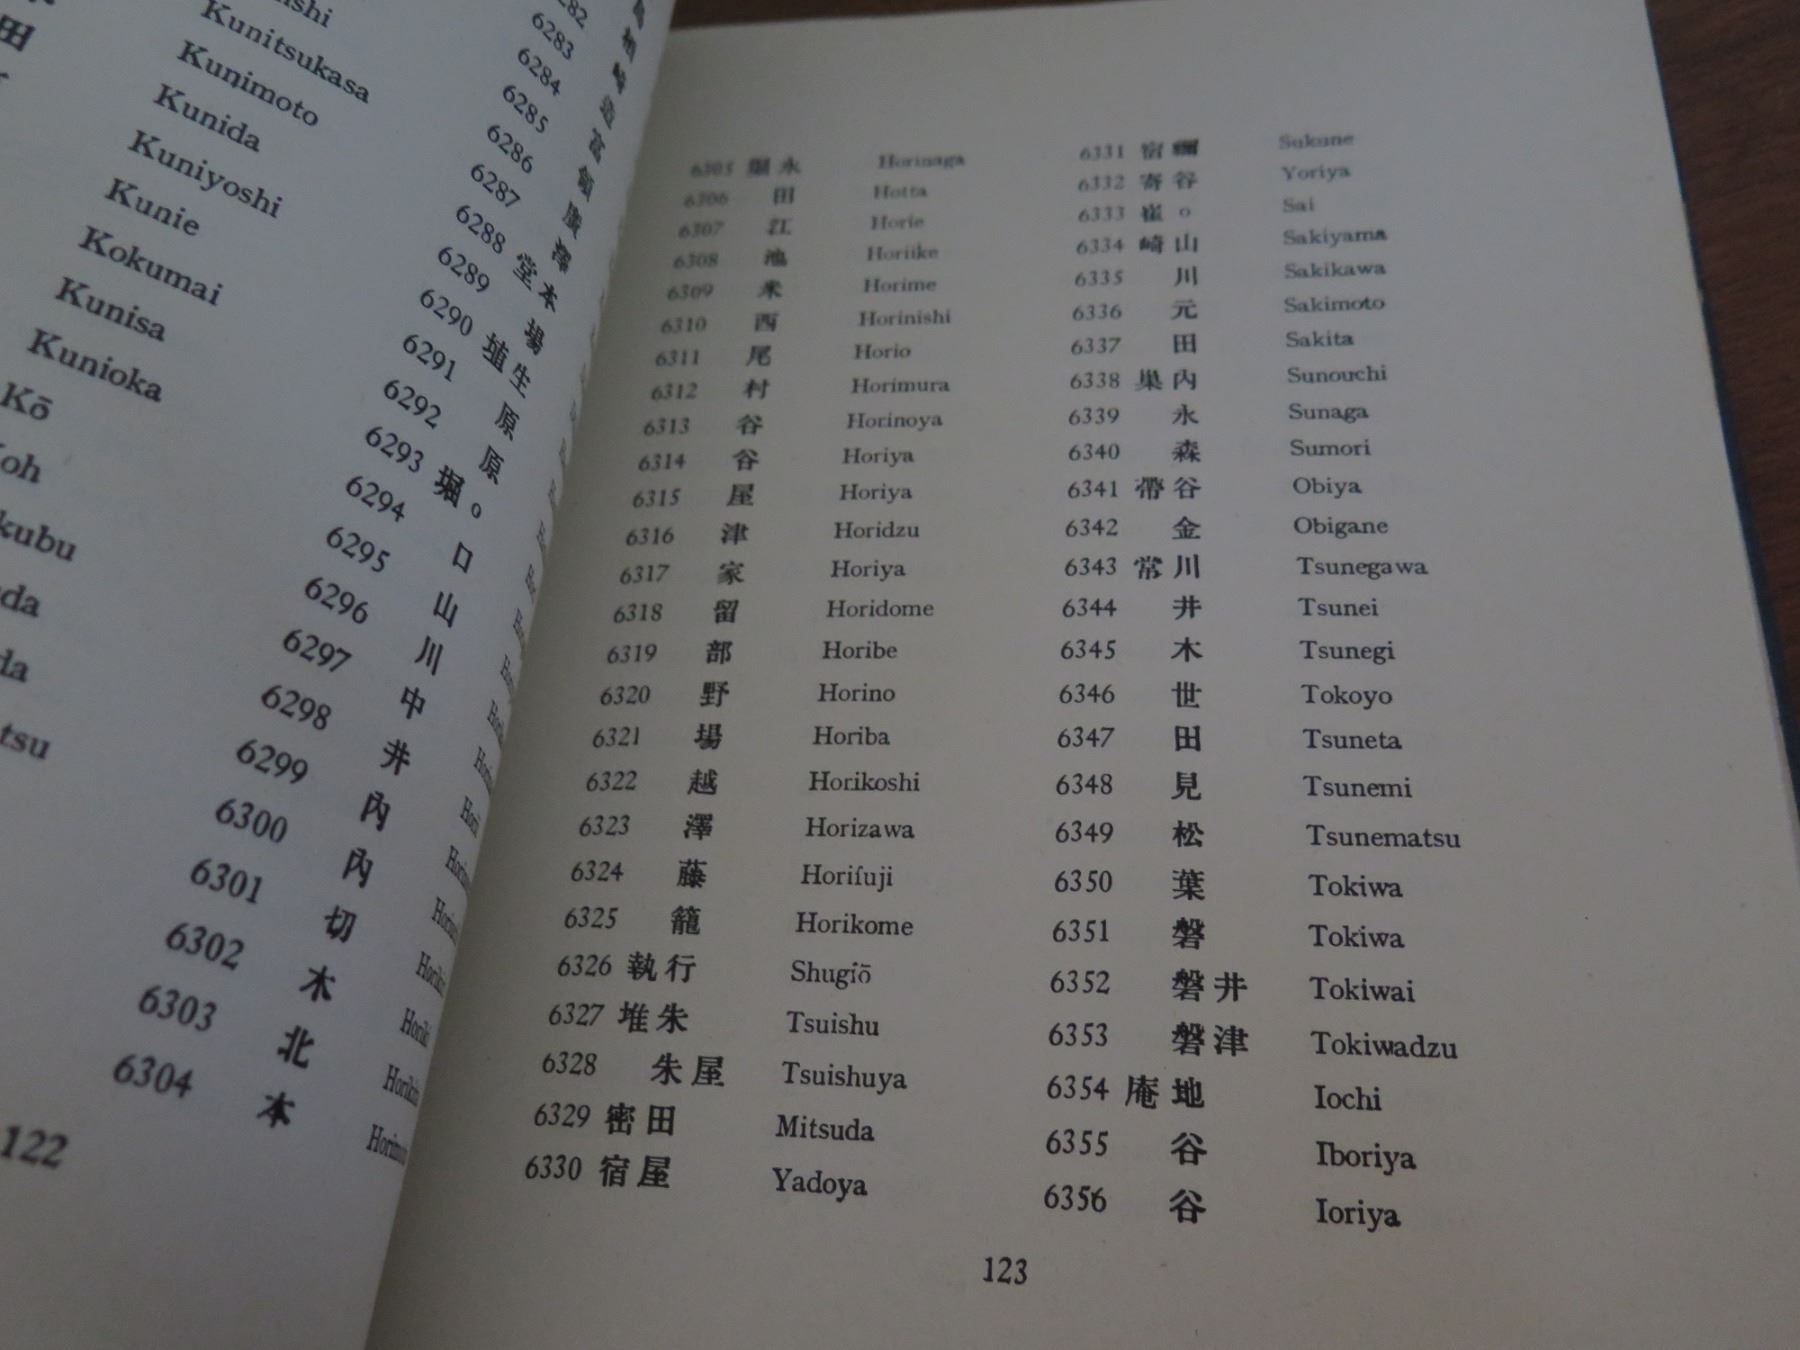 田
Kunitsukasa
Kunimoto
Kunida
Kuniyoshi
Kunie
Kokumai
Kunisa
Kunioka
Kō
6283
6284
6285
6286
6287
6288 堂本
6289 場
6290 埴生
6291 原
6292 原
6293 堀。
6294 口
6295 山
6296 川
6297 中
6298 井
6299 內
6300 內
6301 切
6302 木
6303 北
6304 本
122
6305 堀永 Horinaga
6306 田 Hotta
6307 江 Horie
6308 池 Horiike
6309 米 Horime
6310 西 Horinishi
6311 尾 Horio
6312 村 Horimura
6313 谷 Horinoya
6314 谷 Horiya
6315 屋 Horiya
6316 津 Horidzu
6317 家 Horiya
6318 留 Horidome
6319 部 Horibe
6320 野 Horino
6321 場 Horiba
6322 越 Horikoshi
6323 澤 Horizawa
6324 藤 Horifuji
6325 籠 Horikome
6326 執行 Shugiō
6327 堆朱 Tsuishu
6328 朱屋 Tsuishuya
6329 密田 Mitsuda
6330 宿屋 Yadoya
6331 宿禰 Sukune
6332 寄谷 Yoriya
6333 崔。 Sai
6334 崎山 Sakiyama
6335 川 Sakikawa
6336 元 Sakimoto
6337 田 Sakita
6338 巢內 Sunouchi
6339 永 Sunaga
6340 森 Sumori
6341 帶谷 Obiya
6342 金 Obigane
6343 常川 Tsunegawa
6344 井 Tsunei
6345 木 Tsunegi
6346 世 Tokoyo
6347 田 Tsuneta
6348 見 Tsunemi
6349 松 Tsunematsu
6350 葉 Tokiwa
6351 磐 Tokiwa
6352 磐井 Tokiwai
6353 磐津 Tokiwadzu
6354 庵地 Iochi
6355 谷 Iboriya
6356 谷 Ioriya
123